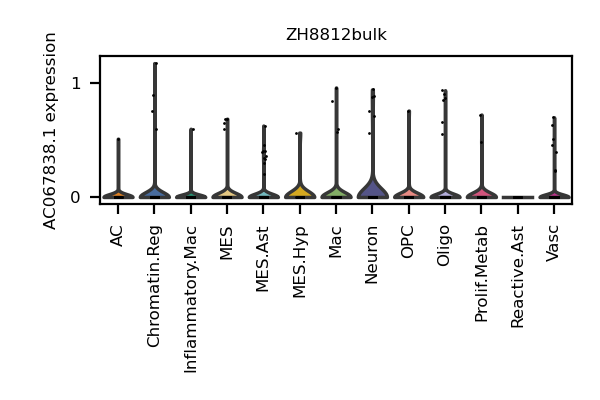 ZH8812bulk
AC067838.1 expression
1
0
AC
Chromatin.Reg
Inflammatory.Mac
MES
MES.Ast
MES.Hyp
Mac
Neuron
OPC
Oligo
Prolif.Metab
Reactive.Ast
Vasc